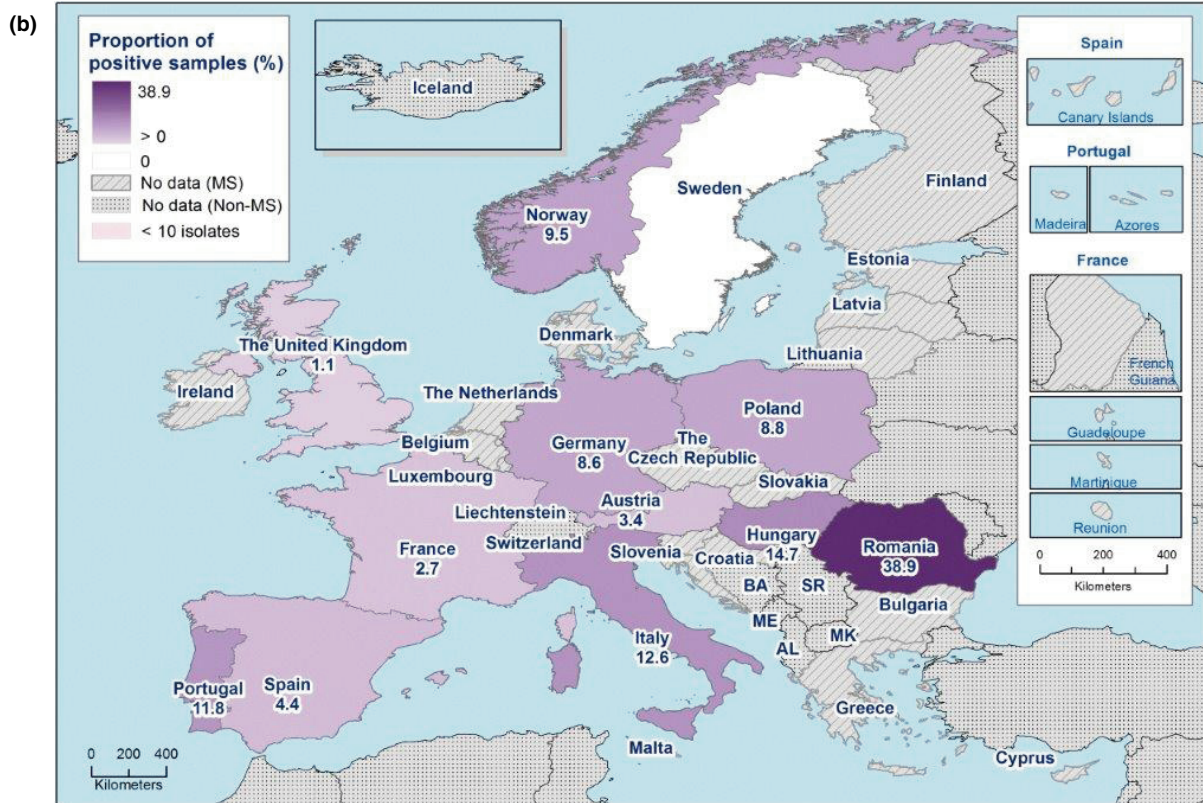 (b)
Proportion of
positive samples (%)
38.9
> 0
0
No data (MS)
No data (Non-MS)
< 10 isolates
Iceland
Spain
Canary Islands
Portugal
Madeira
Azores
France
French
Guiana
Guadeloupe
Martinique
Reunion
0 200 400
Kilometers
Norway
9.5
Sweden
Finland
Estonia
Latvia
Lithuania
Denmark
The United Kingdom
1.1
Ireland
The Netherlands
Belgium
Luxembourg
Germany
8.6
Poland
8.8
The
Czech Republic
Slovakia
Austria
3.4
Liechtenstein
Switzerland
France
2.7
Slovenia
Croatia
Hungary
14.7
Romania
38.9
BA
SR
Bulgaria
ME
MK
AL
Italy
12.6
Portugal
11.8
Spain
4.4
Greece
Malta
Cyprus
0 200 400
Kilometers